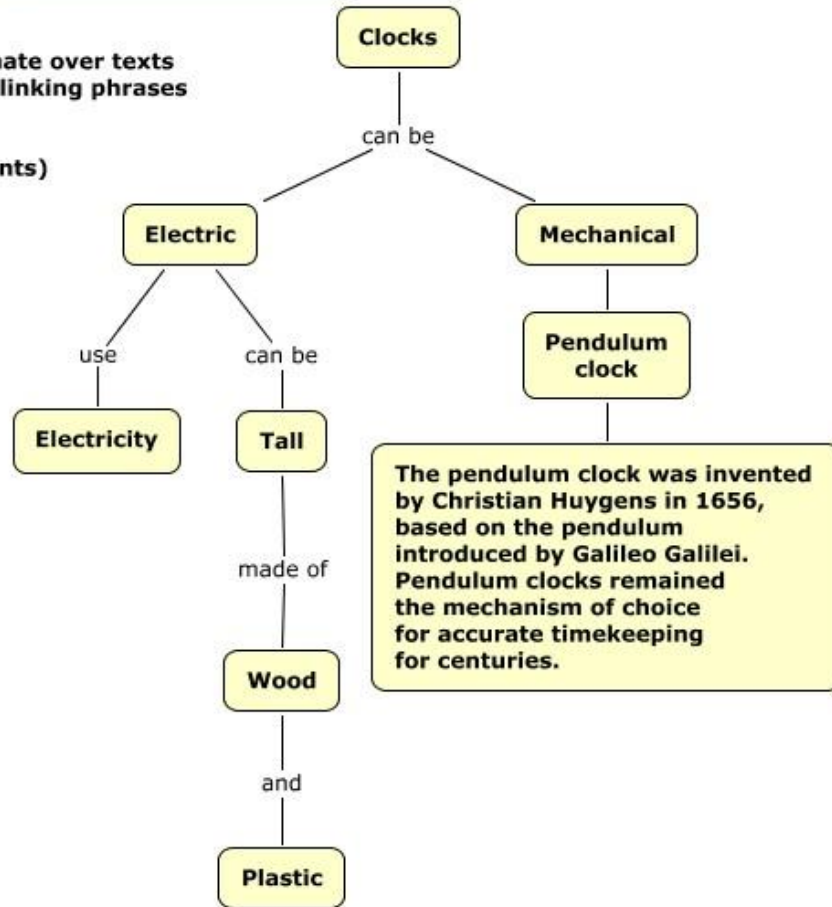 Clocks
over texts
linking phrases
can be
Electric
Mechanical
use
can be
Pendulum
clock
Electricity
Tall
The pendulum clock was invented
by Christian Huygens in 1656,
based on the pendulum
introduced by Galileo Galilei.
Pendulum clocks remained
the mechanism of choice
for accurate timekeeping
for centuries.
made of
Wood
and
Plastic